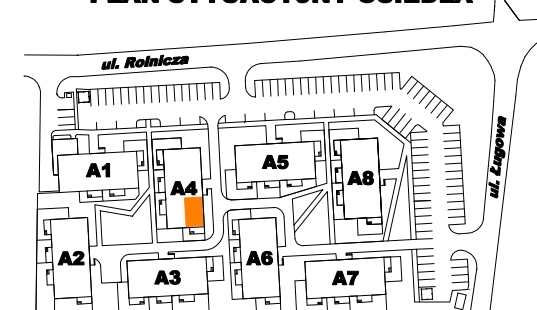 PLAN SYTUACYJNY OSIEDLA
ul. Rolnicza
ul. Ługowa
A1
A4
A5
A8
A2
A3
A6
A7